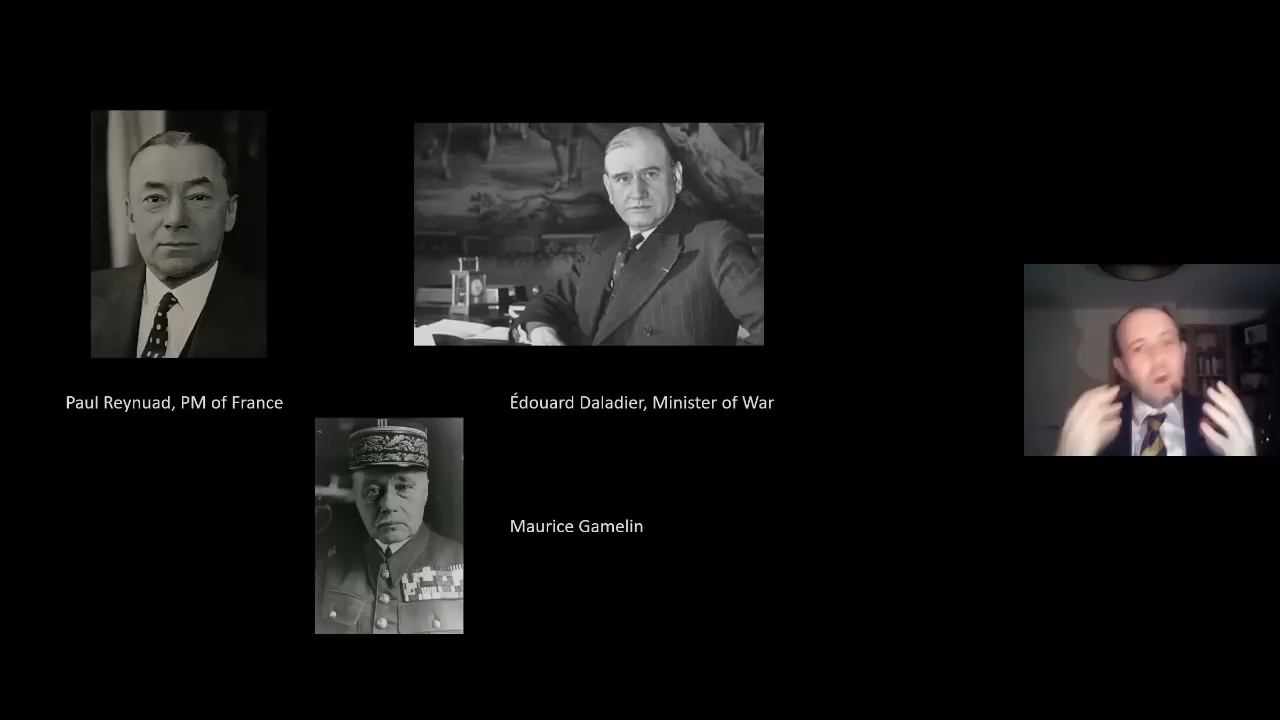 Paul Reynuad, PM of France
Édouard Daladier, Minister of War
Maurice Gamelin